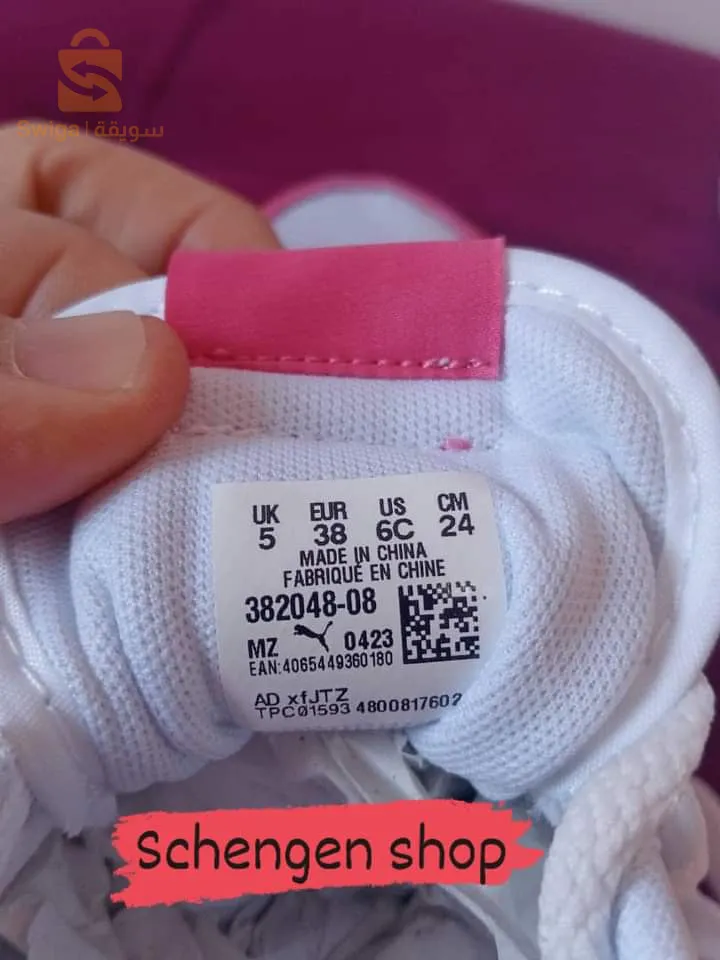 Swiqa | سويقة
UK EUR US CM
5 38 6C 24
MADE IN CHINA
FABRIQUÉ EN CHINE
382048-08
MZ 0423
EAN:4065449360180
AD xfJTZ
TPC01593 4800817602
Schengen shop